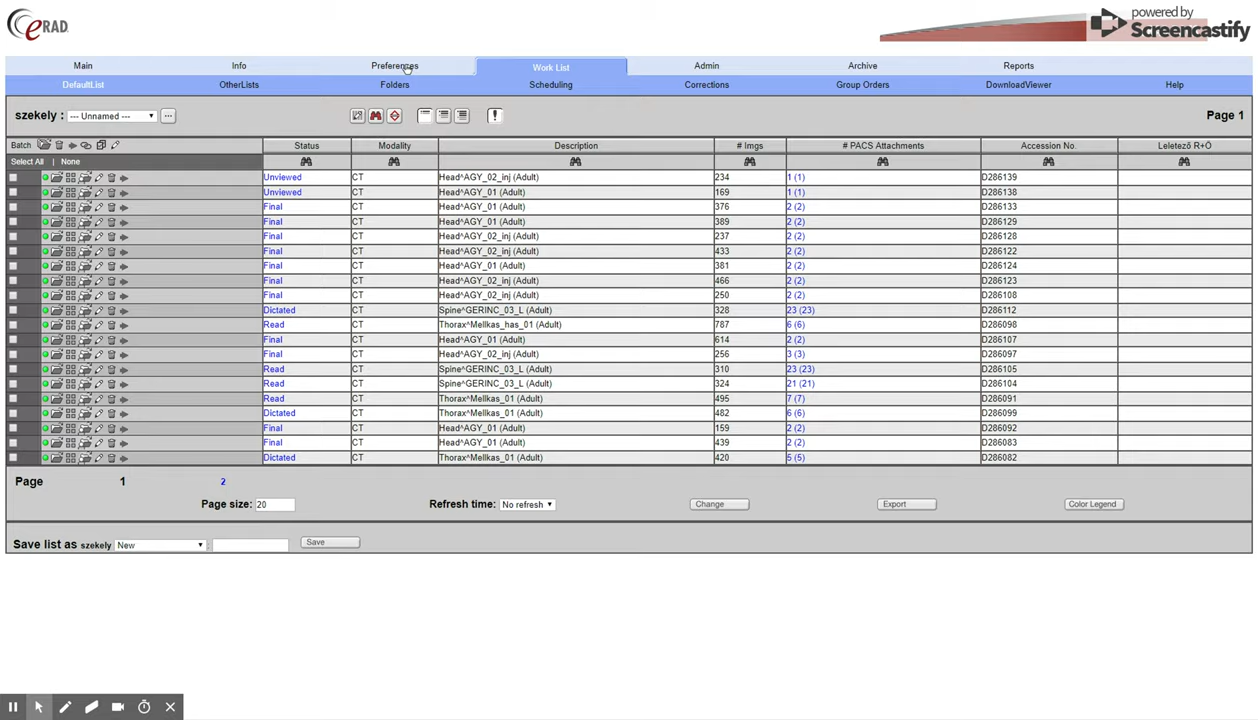 eRAD
powered by
Screencastify
Main Info Preferences Work List Admin Archive Reports
DefaultList OtherLists Folders Scheduling Corrections Group Orders DownloadViewer Help
szekely : --- Unnamed --- ... ! Page 1
Batch Status Modality Description # Imgs # PACS Attachments Accession No. Leletező R+Ö
Select All | None
Unviewed CT Head^AGY_02_inj (Adult) 234 1 (1) D286139
Unviewed CT Head^AGY_01 (Adult) 169 1 (1) D286138
Final CT Head^AGY_01 (Adult) 376 2 (2) D286133
Final CT Head^AGY_01 (Adult) 389 2 (2) D286129
Final CT Head^AGY_02_inj (Adult) 237 2 (2) D286128
Final CT Head^AGY_02_inj (Adult) 433 2 (2) D286122
Final CT Head^AGY_01 (Adult) 381 2 (2) D286124
Final CT Head^AGY_02_inj (Adult) 466 2 (2) D286123
Final CT Head^AGY_02_inj (Adult) 250 2 (2) D286108
Dictated CT Spine^GERINC_03_L (Adult) 328 23 (23) D286112
Read CT Thorax^Mellkas_has_01 (Adult) 787 6 (6) D286098
Final CT Head^AGY_01 (Adult) 614 2 (2) D286107
Final CT Head^AGY_02_inj (Adult) 256 3 (3) D286097
Read CT Spine^GERINC_03_L (Adult) 310 23 (23) D286105
Read CT Spine^GERINC_03_L (Adult) 324 21 (21) D286104
Read CT Thorax^Mellkas_01 (Adult) 495 7 (7) D286091
Dictated CT Thorax^Mellkas_01 (Adult) 482 6 (6) D286099
Final CT Head^AGY_01 (Adult) 159 2 (2) D286092
Final CT Head^AGY_01 (Adult) 439 2 (2) D286083
Dictated CT Thorax^Mellkas_01 (Adult) 420 5 (5) D286082
Page 1 2
Page size: 20 Refresh time: No refresh Change Export Color Legend
Save list as szekely New : Save